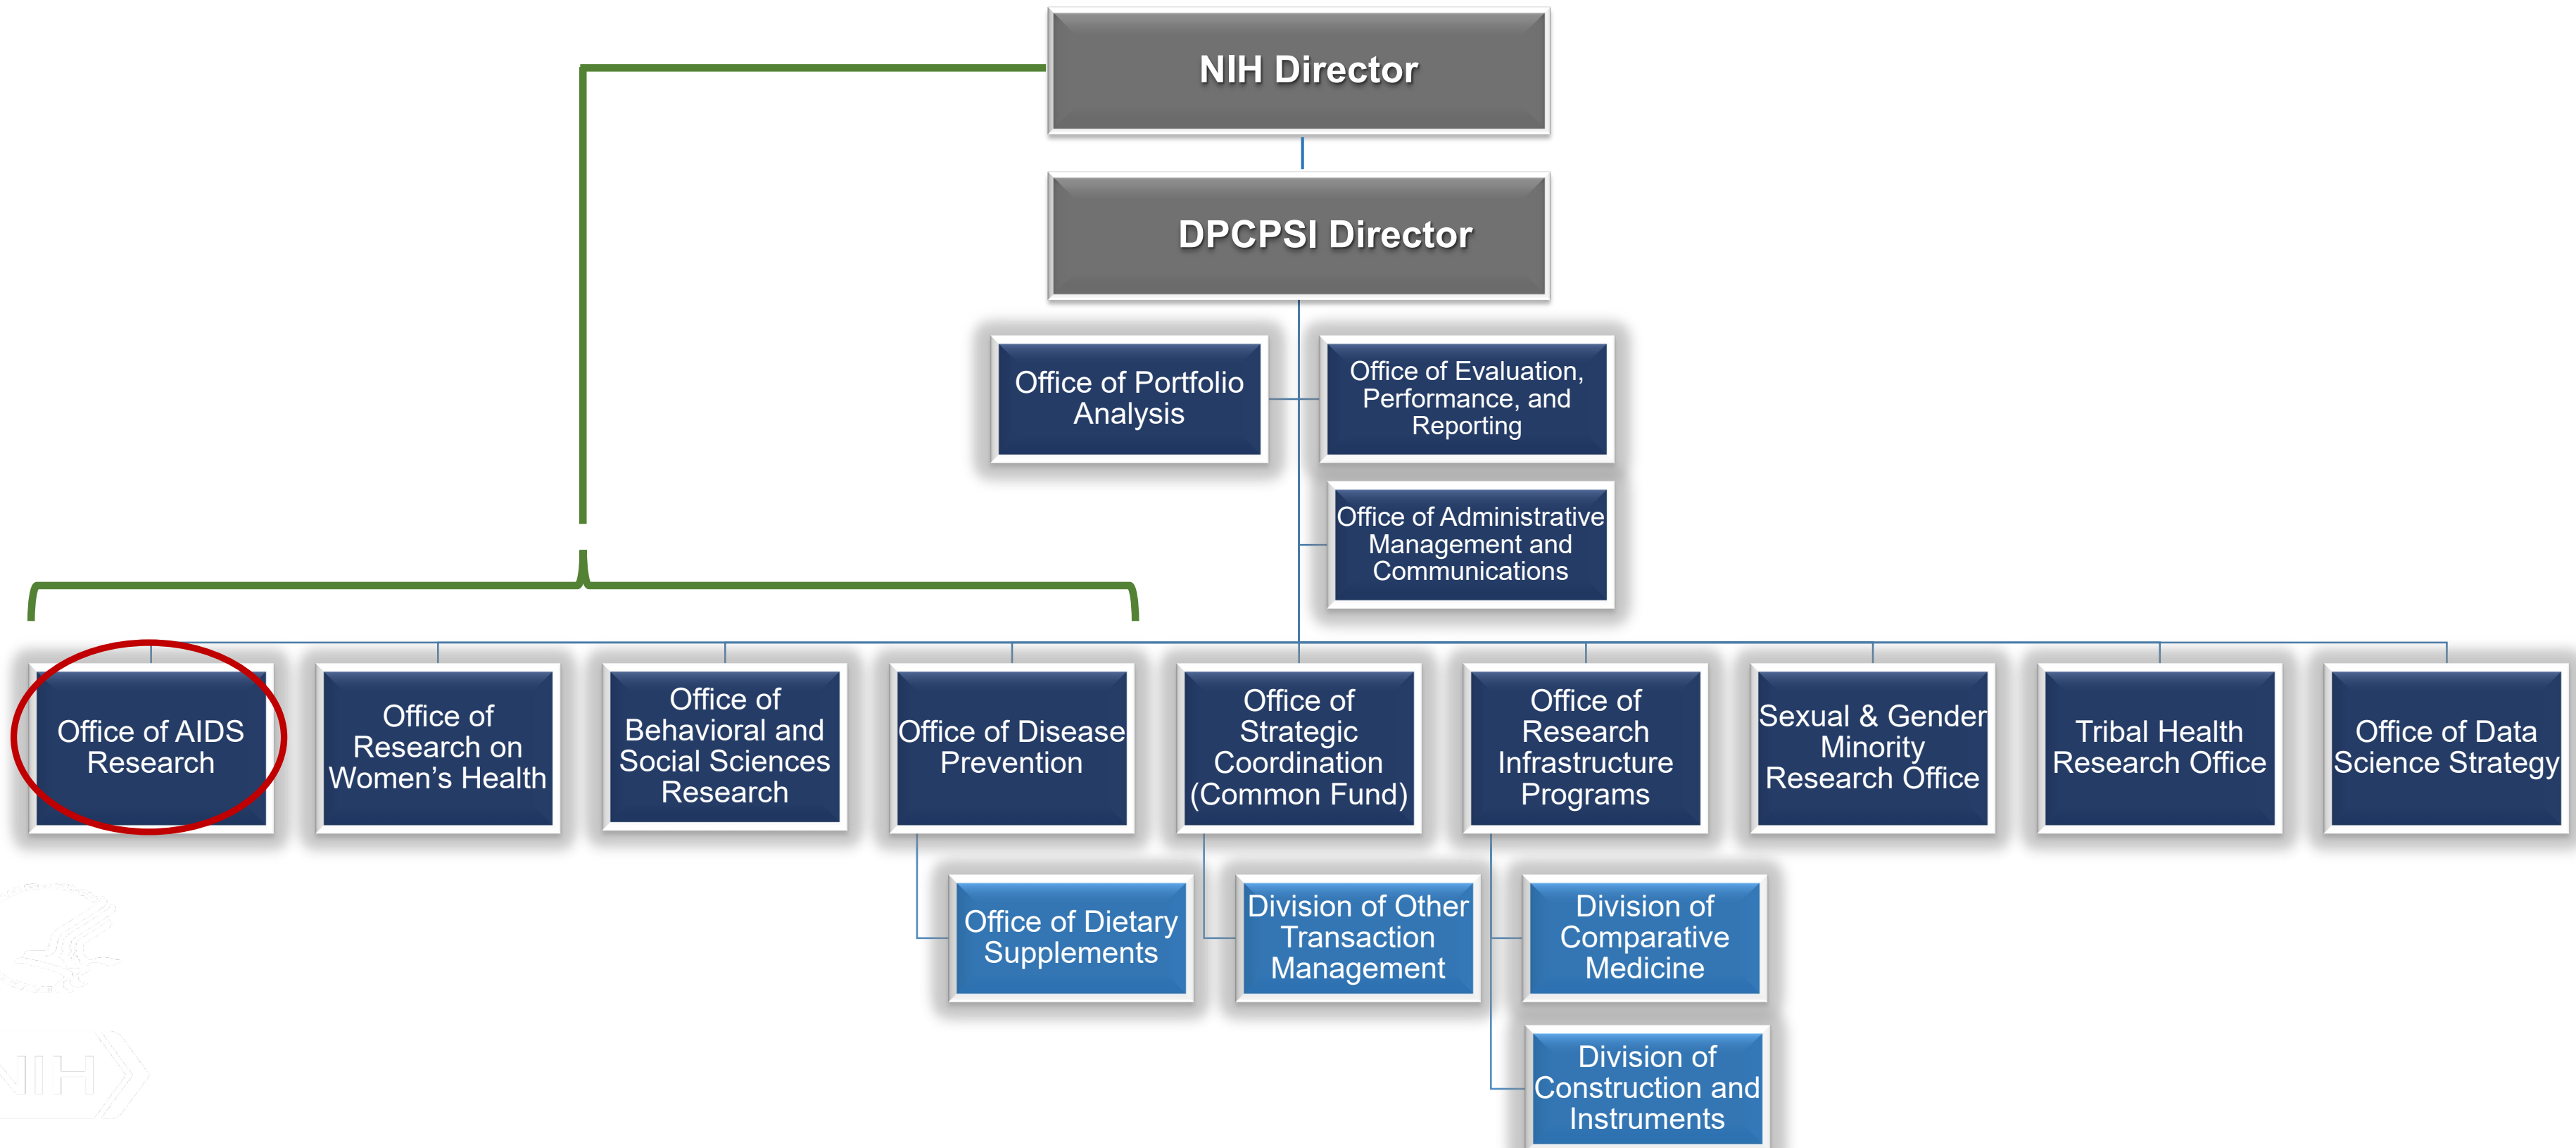 NIH Director
DPCPSI Director
Office of Portfolio
Analysis
Office of Evaluation,
Performance, and
Reporting
Office of Administrative
Management and
Communications
Office of AIDS
Research
Office of
Research on
Women’s Health
Office of
Behavioral and
Social Sciences
Research
Office of Disease
Prevention
Office of
Strategic
Coordination
(Common Fund)
Office of
Research
Infrastructure
Programs
Sexual & Gender
Minority
Research Office
Tribal Health
Research Office
Office of Data
Science Strategy
Office of Dietary
Supplements
Division of Other
Transaction
Management
Division of
Comparative
Medicine
Division of
Construction and
Instruments
NIH